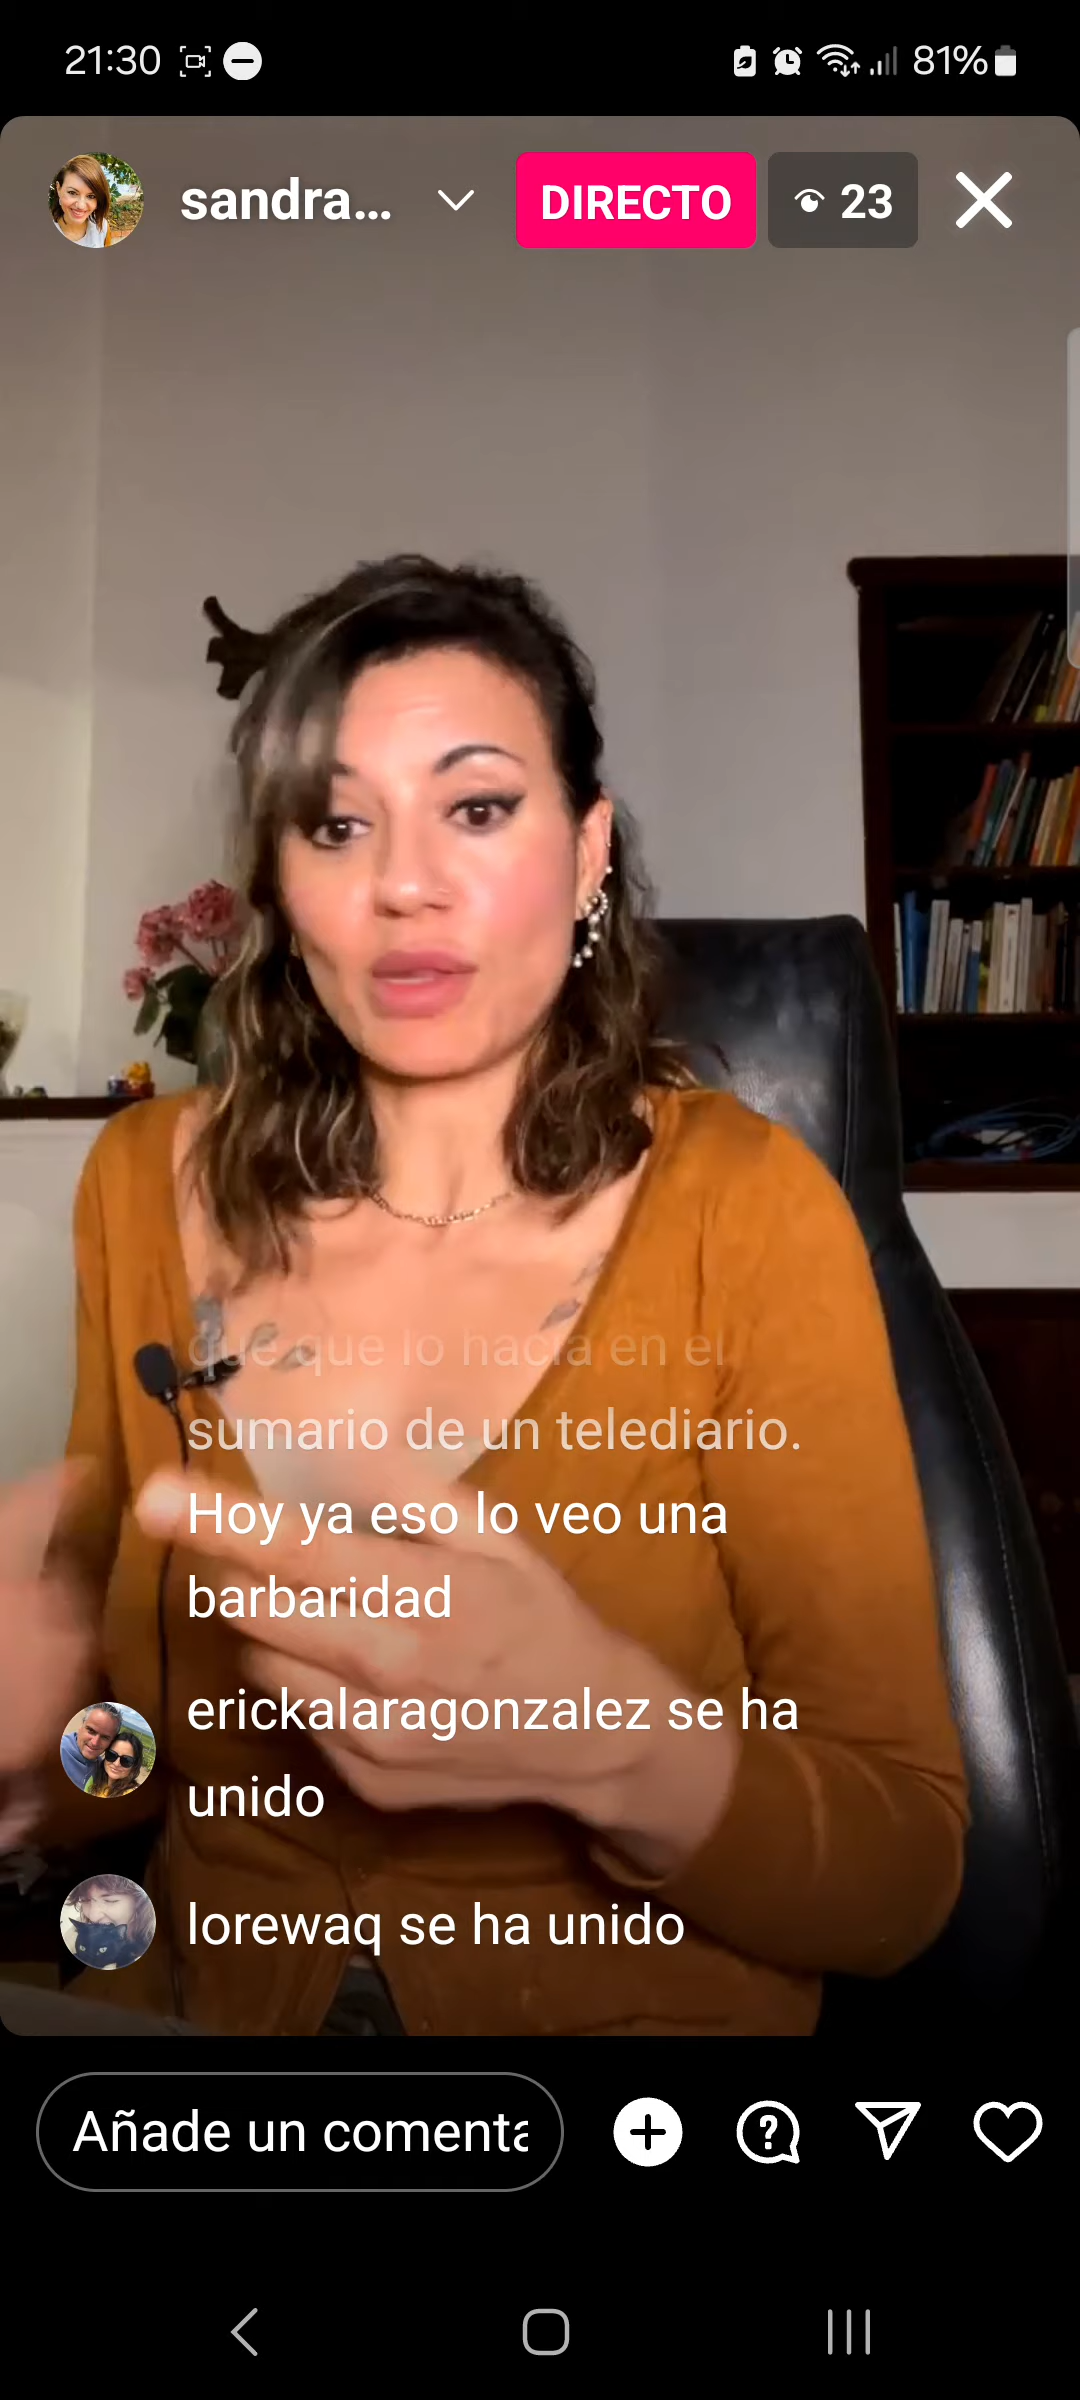 21:30
81%
sandra...
DIRECTO
23
que que lo hacía en el
sumario de un telediario.
Hoy ya eso lo veo una
barbaridad
erickalaragonzalez se ha
unido
lorewaq se ha unido
Añade un comenta